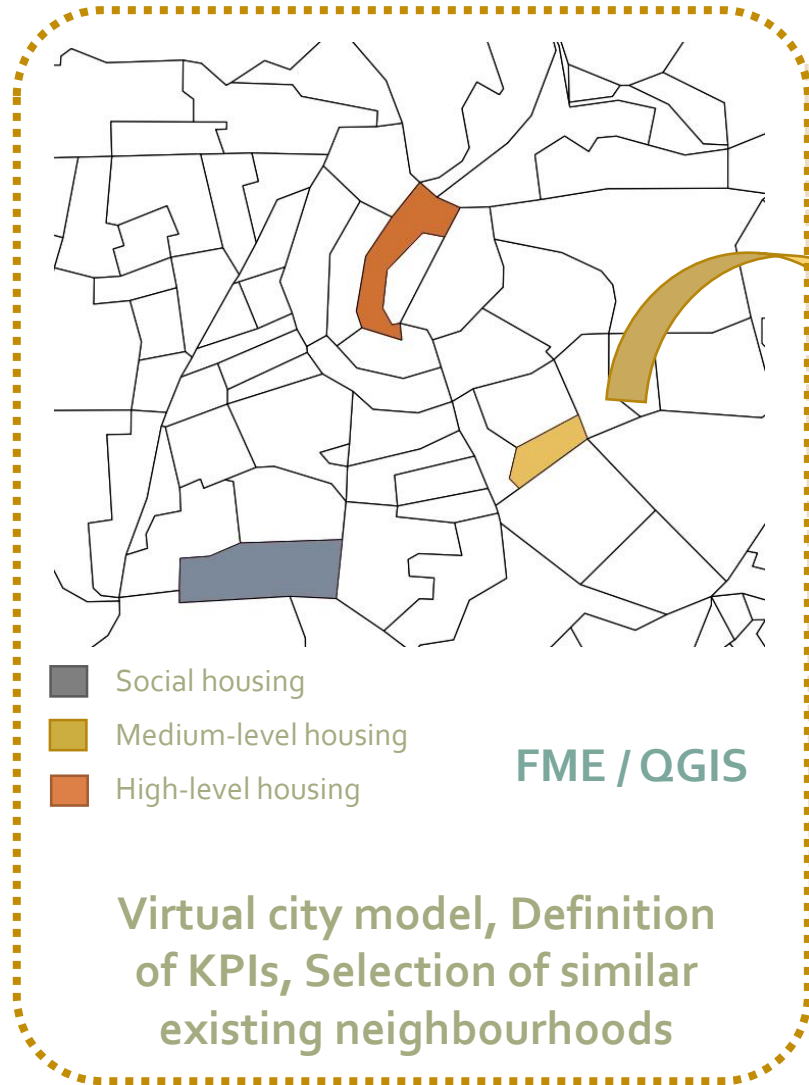 Social housing
Medium-level housing
High-level housing
FME / QGIS
Virtual city model, Definition
of KPIs, Selection of similar
existing neighbourhoods